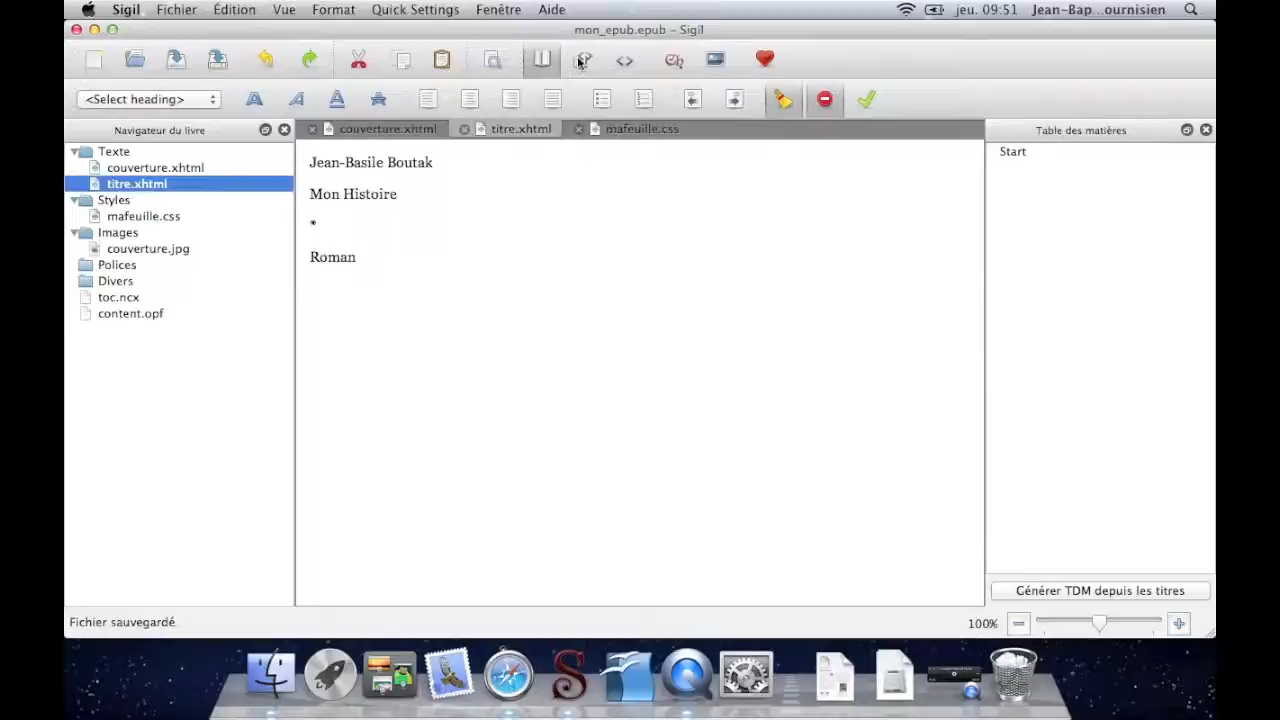 Sigil Fichier Édition Vue Format Quick Settings Fenêtre Aide jeu. 09:51 Jean-Bap...ournisien
mon_epub.epub – Sigil
<Select heading>
Navigateur du livre
couverture.xhtml titre.xhtml mafeuille.css
Table des matières
Texte
couverture.xhtml
titre.xhtml
Styles
mafeuille.css
Images
couverture.jpg
Polices
Divers
toc.ncx
content.opf
Jean-Basile Boutak
Mon Histoire
*
Roman
Start
Générer TDM depuis les titres
Fichier sauvegardé.
100%